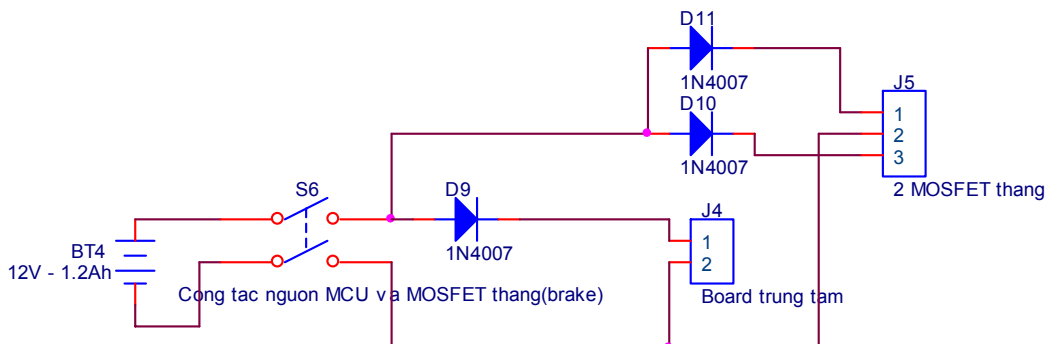 D11
1N4007
J5
1
2
3
2 MOSFET thang
D10
1N4007
S6
D9
1N4007
J4
1
2
Board trung tam
BT4
12V - 1.2Ah
Cong tac nguon MCU va MOSFET thang(brake)